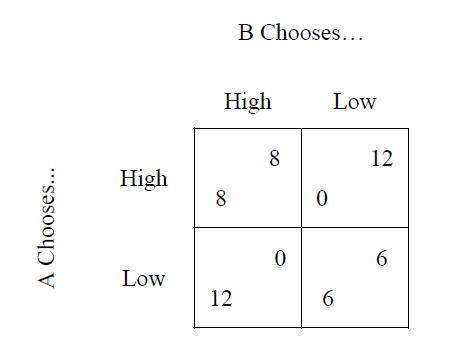 B Chooses…
High Low
A Chooses...
High
8 12
8 0
Low
0 6
12 6